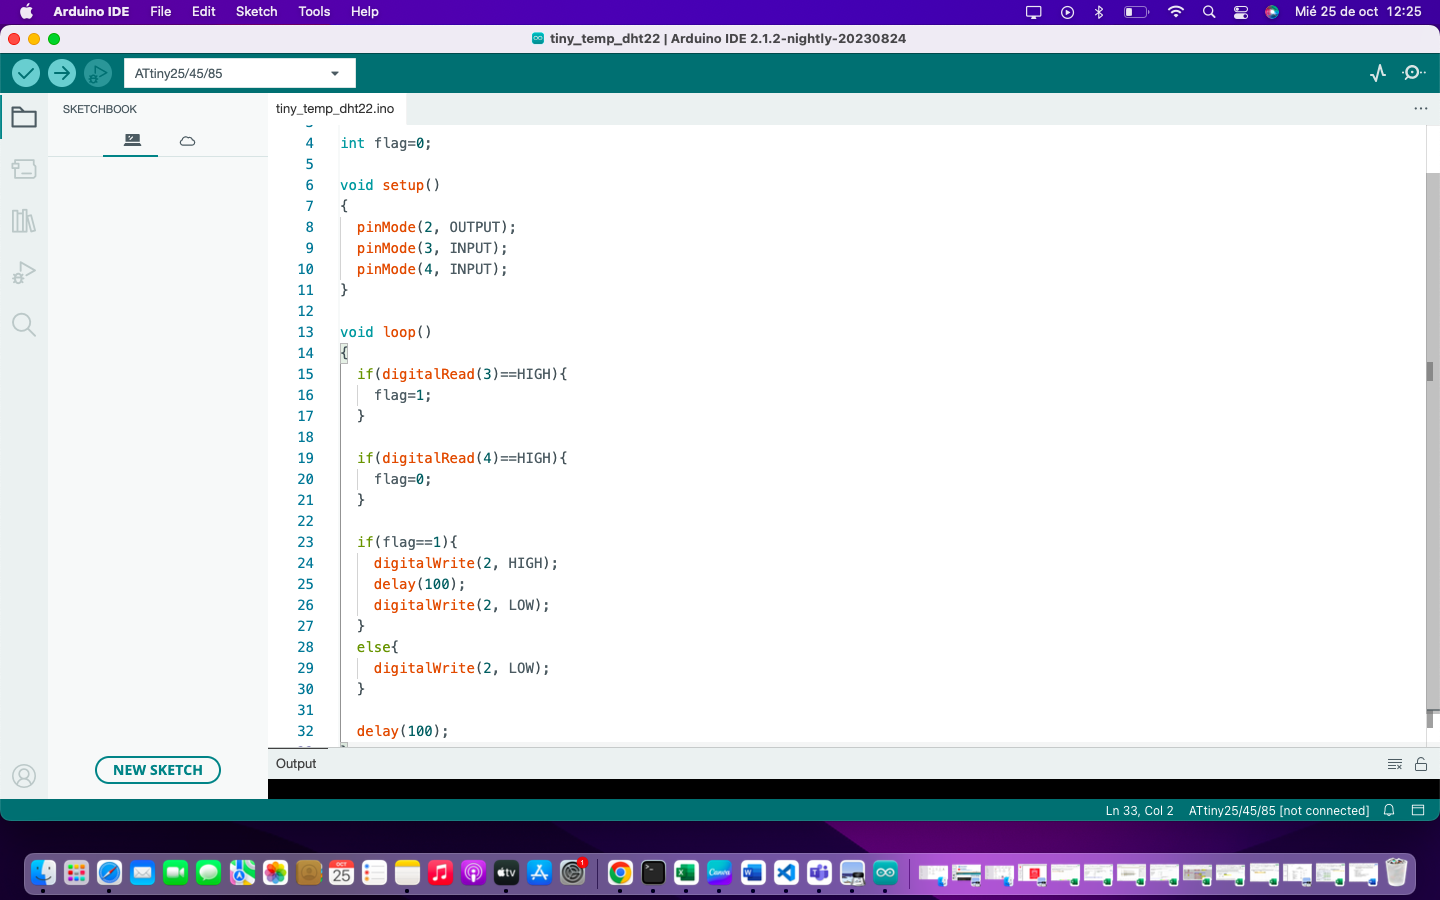 Arduino IDE File Edit Sketch Tools Help Mié 25 de oct 12:25
tiny_temp_dht22 | Arduino IDE 2.1.2-nightly-20230824
ATtiny25/45/85
SKETCHBOOK
tiny_temp_dht22.ino
4 int flag=0;
5
6 void setup()
7 {
8 pinMode(2, OUTPUT);
9 pinMode(3, INPUT);
10 pinMode(4, INPUT);
11 }
12
13 void loop()
14 {
15 if(digitalRead(3)==HIGH){
16 flag=1;
17 }
18
19 if(digitalRead(4)==HIGH){
20 flag=0;
21 }
22
23 if(flag==1){
24 digitalWrite(2, HIGH);
25 delay(100);
26 digitalWrite(2, LOW);
27 }
28 else{
29 digitalWrite(2, LOW);
30 }
31
32 delay(100);
NEW SKETCH
Output
Ln 33, Col 2 ATtiny25/45/85 [not connected]
OCT
25
tv
Canva
1